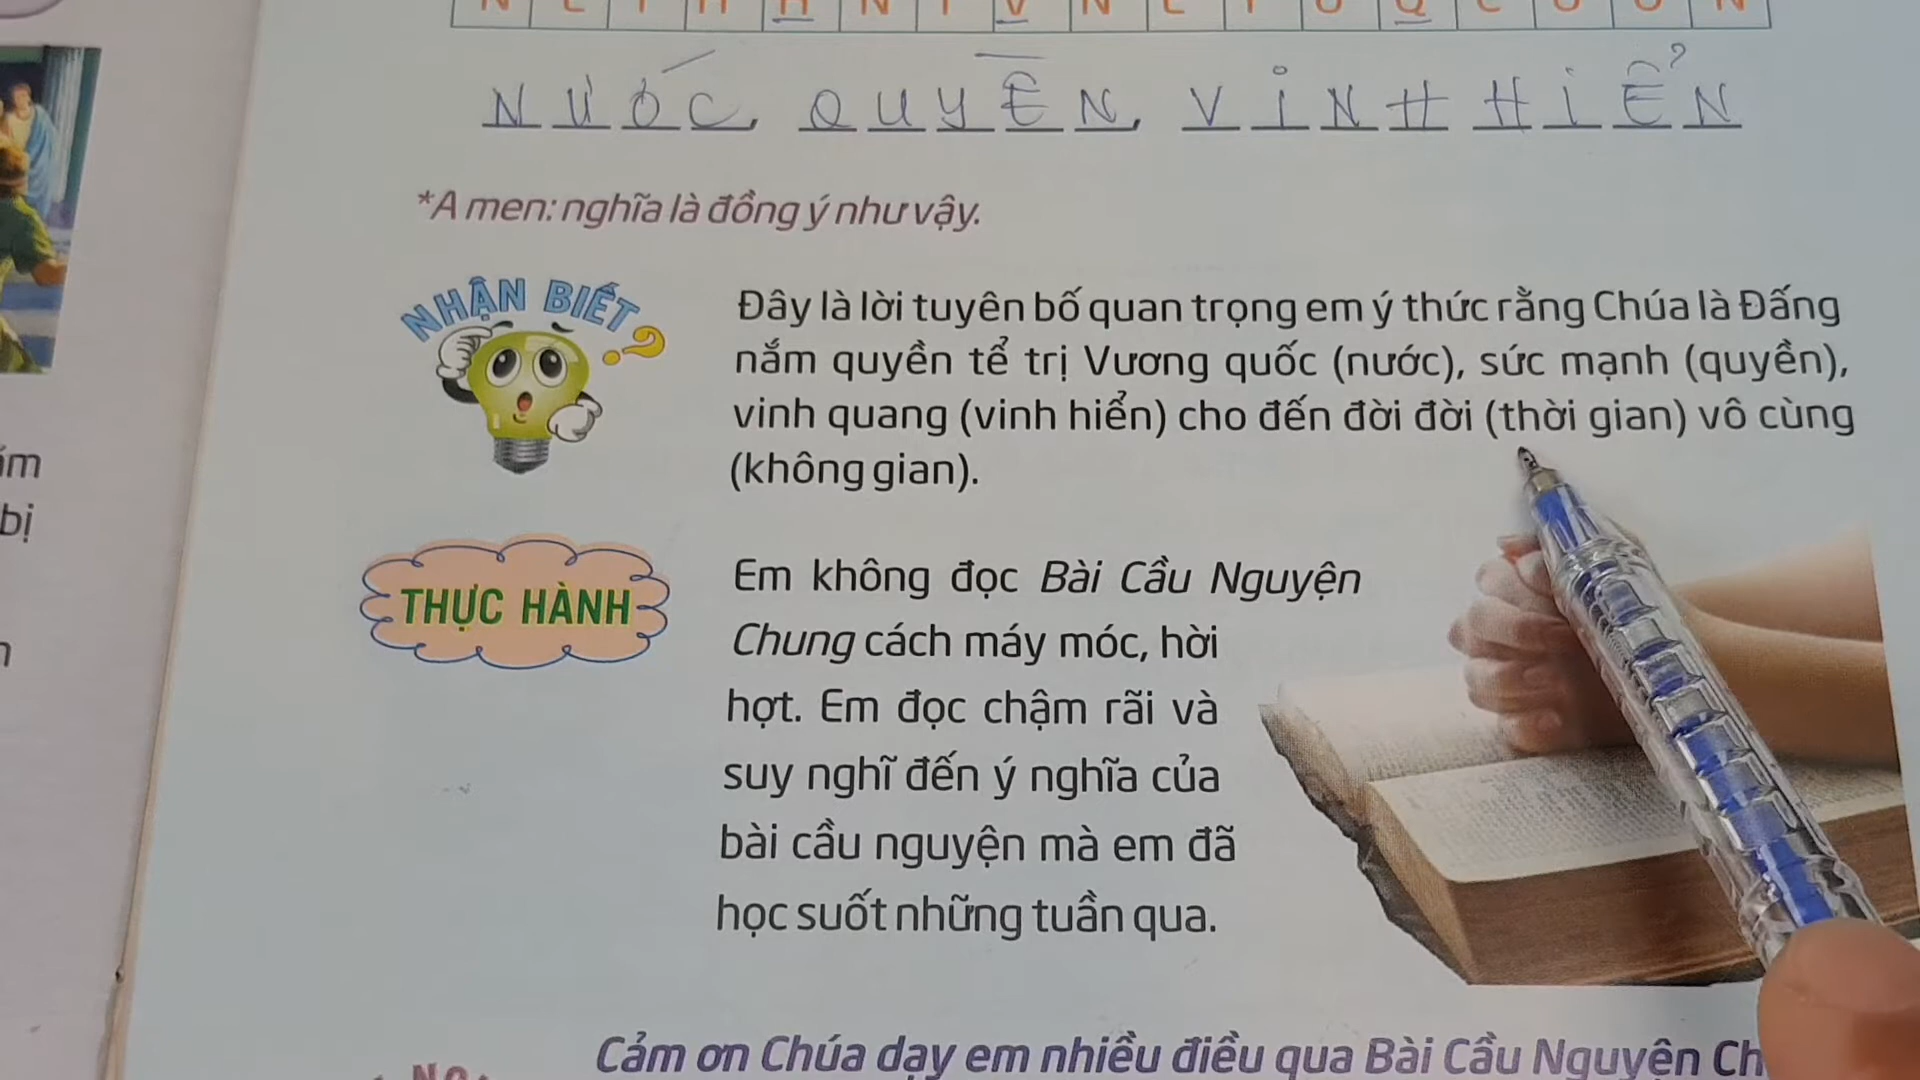 NƯỚC, QUYỀN, VINH HIỂN
*A men: nghĩa là đồng ý như vậy.
NHẬN BIẾT?
Đây là lời tuyên bố quan trọng em ý thức rằng Chúa là Đấng
nắm quyền tể trị Vương quốc (nước), sức mạnh (quyền),
vinh quang (vinh hiển) cho đến đời đời (thời gian) vô cùng
(không gian).
THỰC HÀNH
Em không đọc Bài Cầu Nguyện
Chung cách máy móc, hời
hợt. Em đọc chậm rãi và
suy nghĩ đến ý nghĩa của
bài cầu nguyện mà em đã
học suốt những tuần qua.
bị
Cảm ơn Chúa dạy em nhiều điều qua Bài Cầu Nguyện Ch